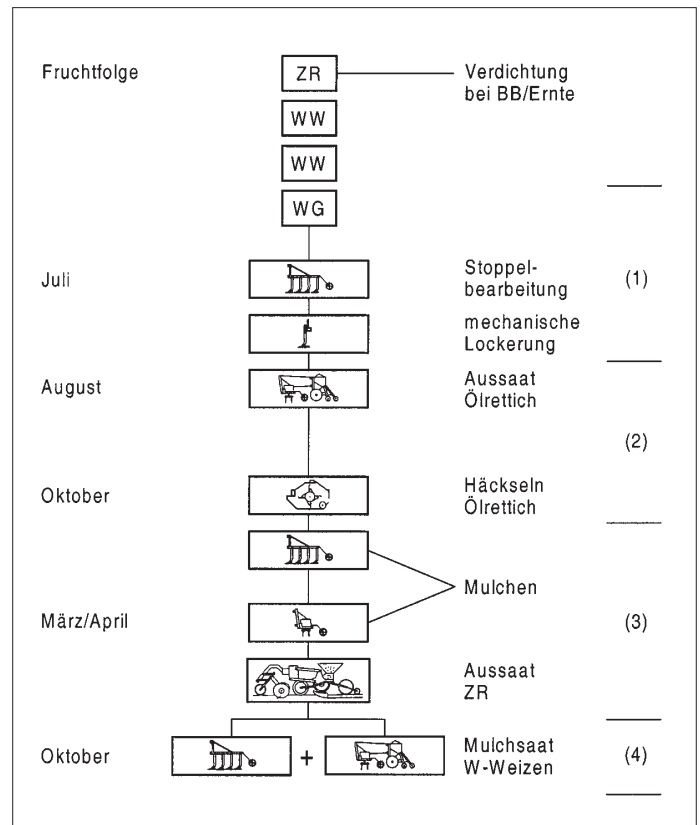 Fruchtfolge
ZR
Verdichtung
bei BB/Ernte
WW
WW
WG
Juli
Stoppel-
bearbeitung
(1)
mechanische
Lockerung
August
Aussaat
Ölrettich
(2)
Oktober
Häckseln
Ölrettich
Mulchen
März/April
(3)
Aussaat
ZR
Oktober
+
Mulchsaat
W-Weizen
(4)